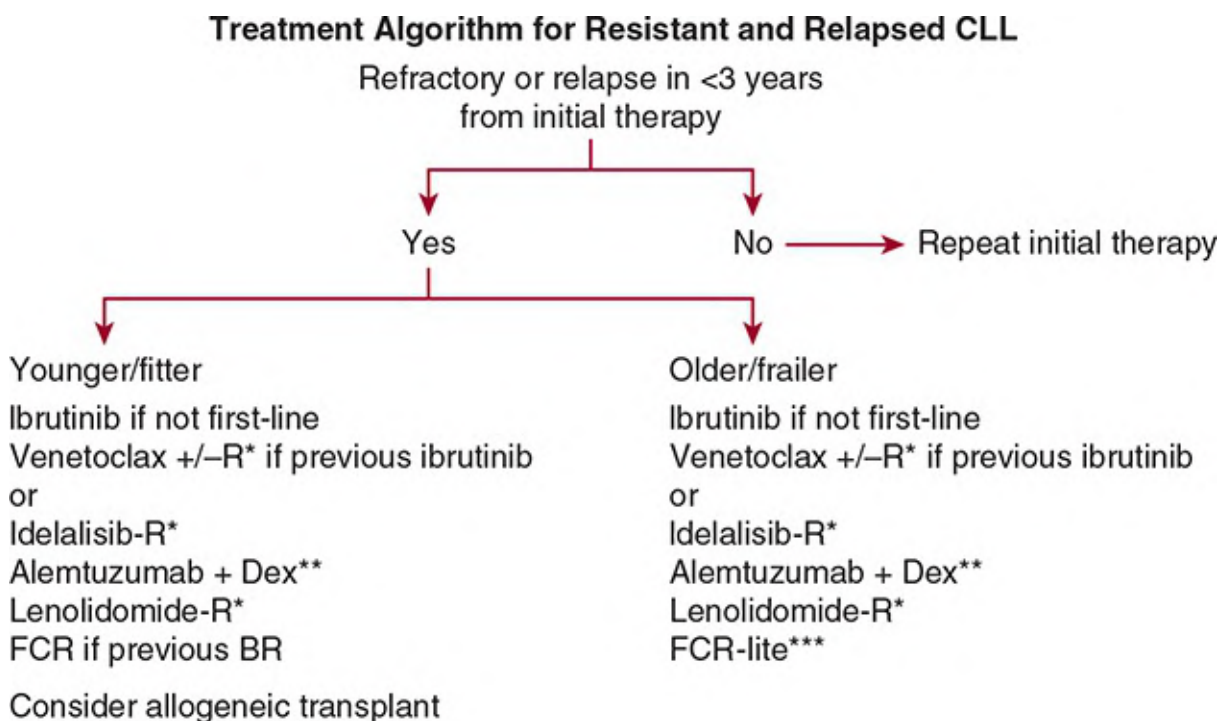 Treatment Algorithm for Resistant and Relapsed CLL
Refractory or relapse in <3 years
from initial therapy
Yes
No
Repeat initial therapy
Younger/fitter
Ibrutinib if not first-line
Venetoclax +/–R* if previous ibrutinib
or
Idelalisib-R*
Alemtuzumab + Dex**
Lenolidomide-R*
FCR if previous BR
Consider allogeneic transplant
Older/frailer
Ibrutinib if not first-line
Venetoclax +/–R* if previous ibrutinib
or
Idelalisib-R*
Alemtuzumab + Dex**
Lenolidomide-R*
FCR-lite***